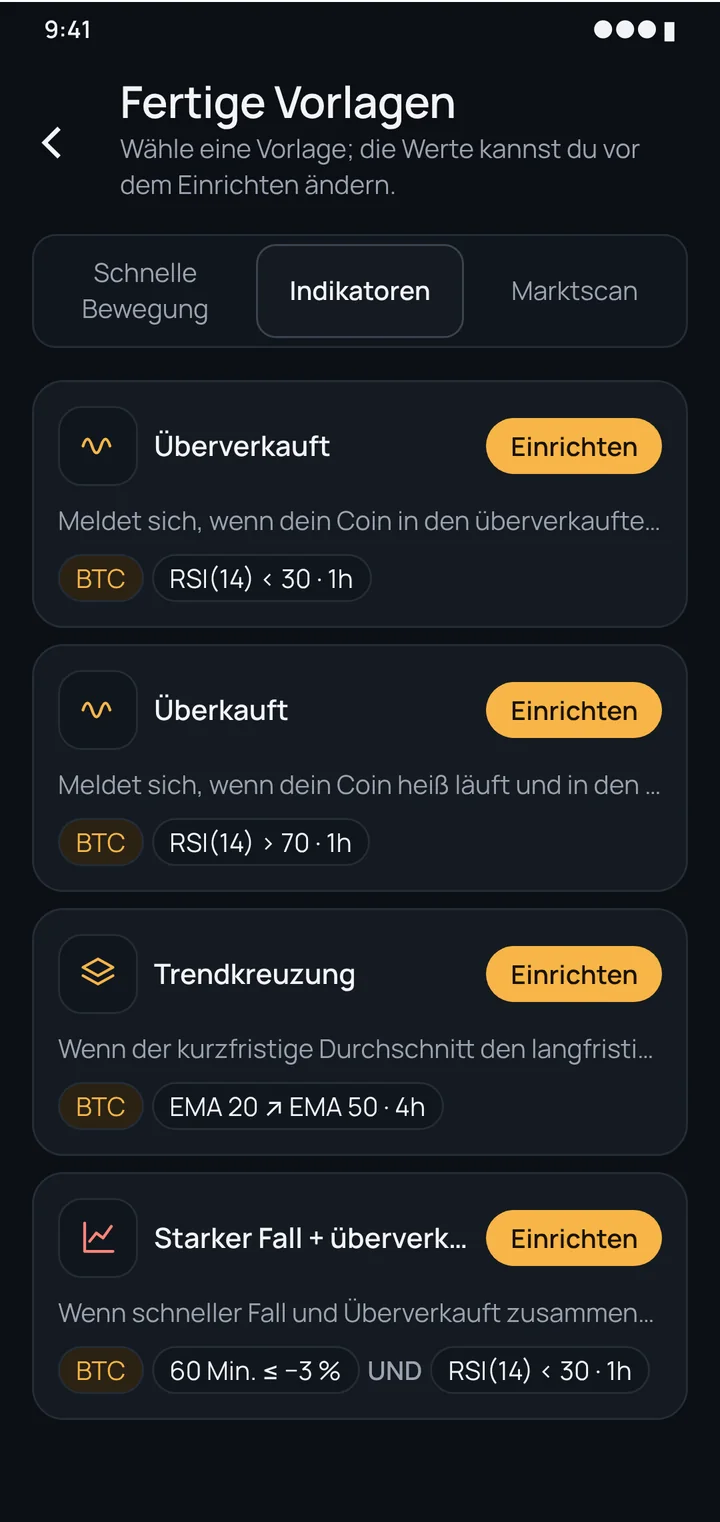 9:41
Fertige Vorlagen
Wähle eine Vorlage; die Werte kannst du vor
dem Einrichten ändern.
Schnelle
Bewegung
Indikatoren
Marktscan
Überverkauft
Einrichten
Meldet sich, wenn dein Coin in den überverkaufte…
BTC
RSI(14) < 30 · 1h
Überkauft
Einrichten
Meldet sich, wenn dein Coin heiß läuft und in den …
BTC
RSI(14) > 70 · 1h
Trendkreuzung
Einrichten
Wenn der kurzfristige Durchschnitt den langfristi…
BTC
EMA 20 ↗ EMA 50 · 4h
Starker Fall + überverk…
Einrichten
Wenn schneller Fall und Überverkauft zusammen…
BTC
60 Min. ≤ −3 %
UND
RSI(14) < 30 · 1h